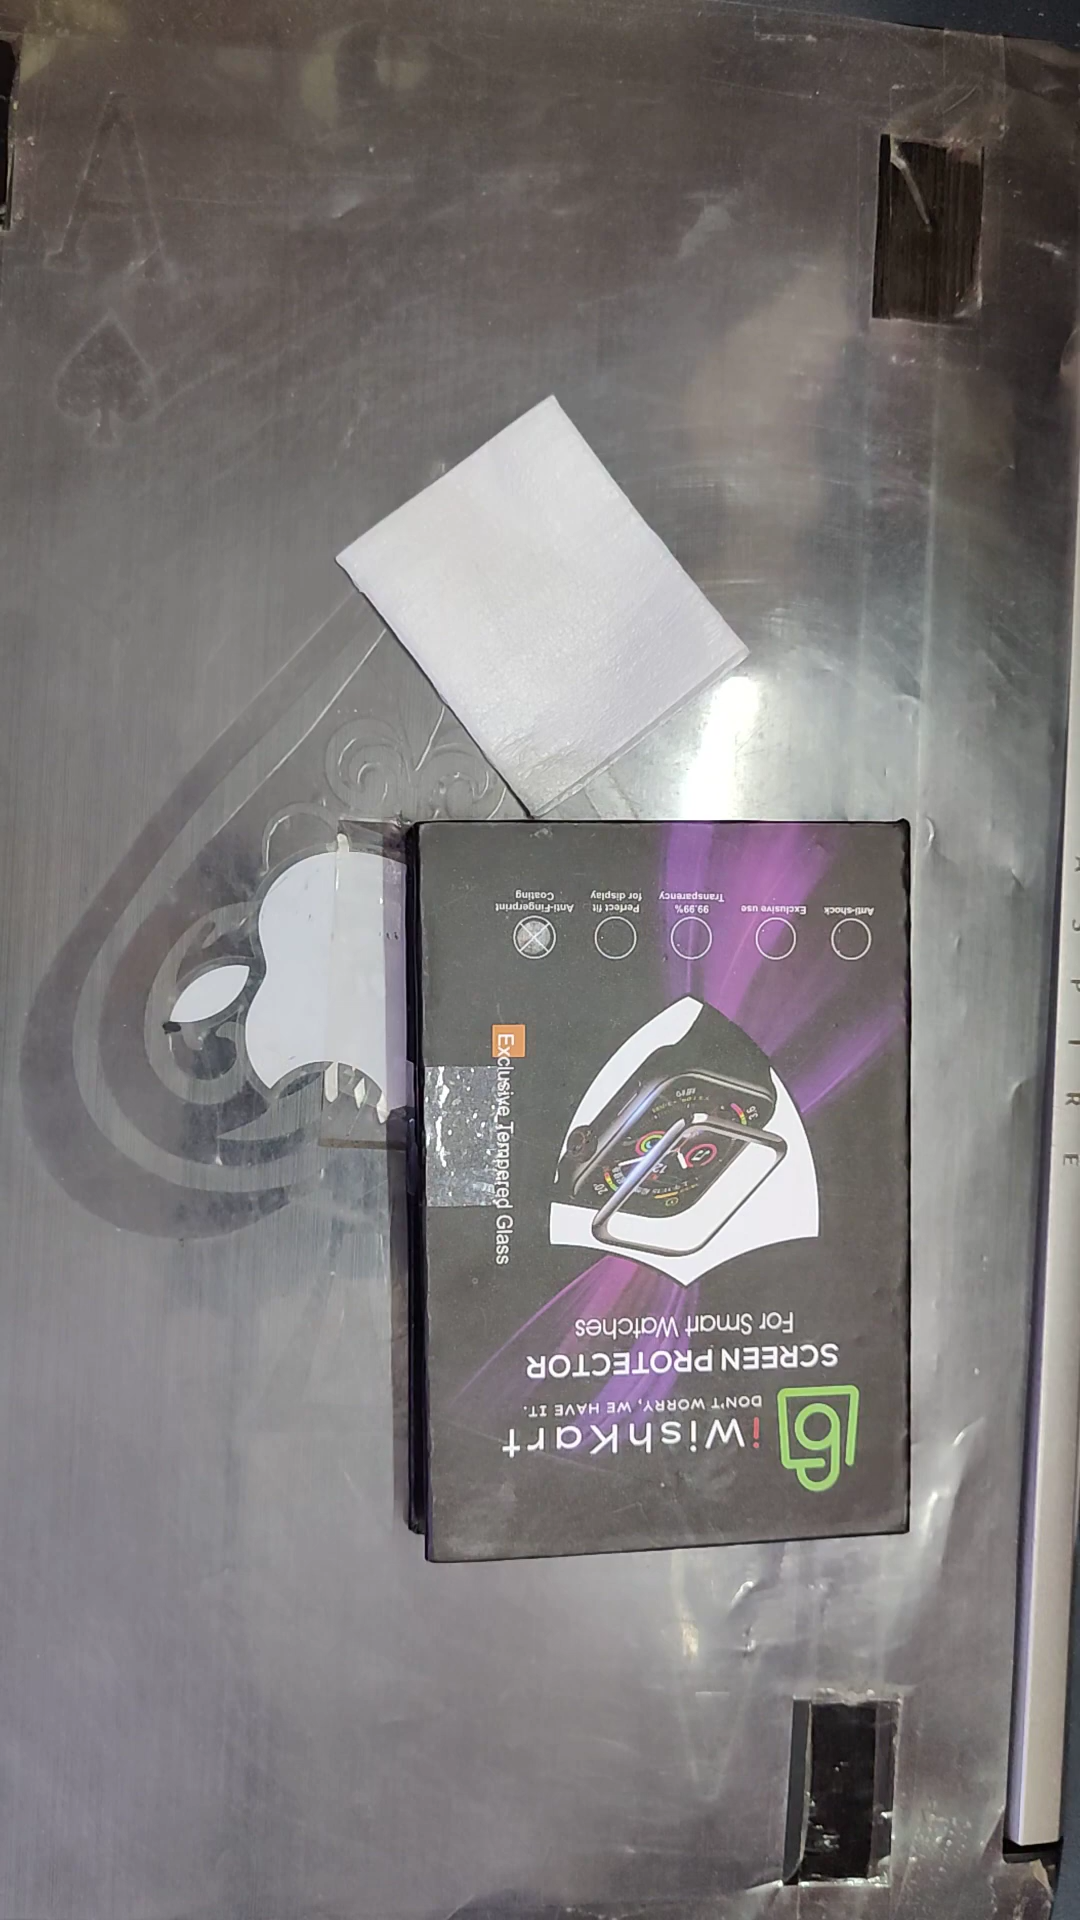 iWishKart
DON'T WORRY, WE HAVE IT.
SCREEN PROTECTOR
For Smart Watches
Exclusive Tempered Glass
Anti-shock
Exclusive use
99.99%
Transparency
Perfect fit
for display
Anti-Fingerprint
Coating
A
ASPIRE